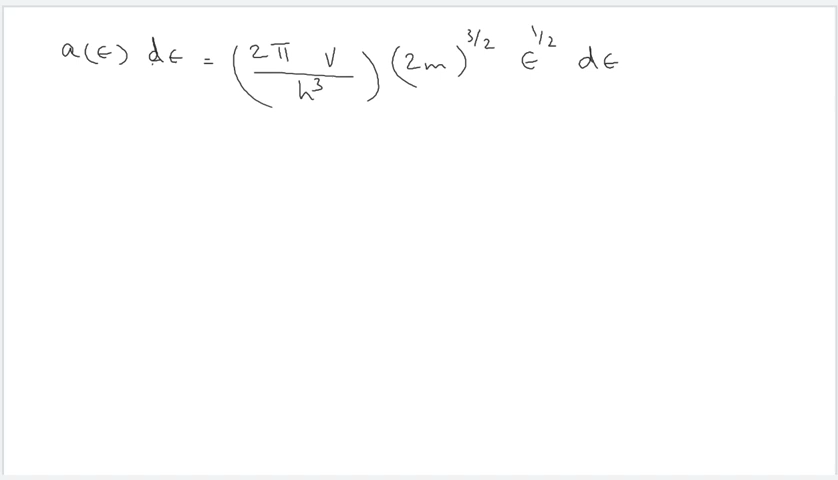 a(ϵ) dϵ = (2π V / h³) (2m)^3/2 ϵ^1/2 dϵ